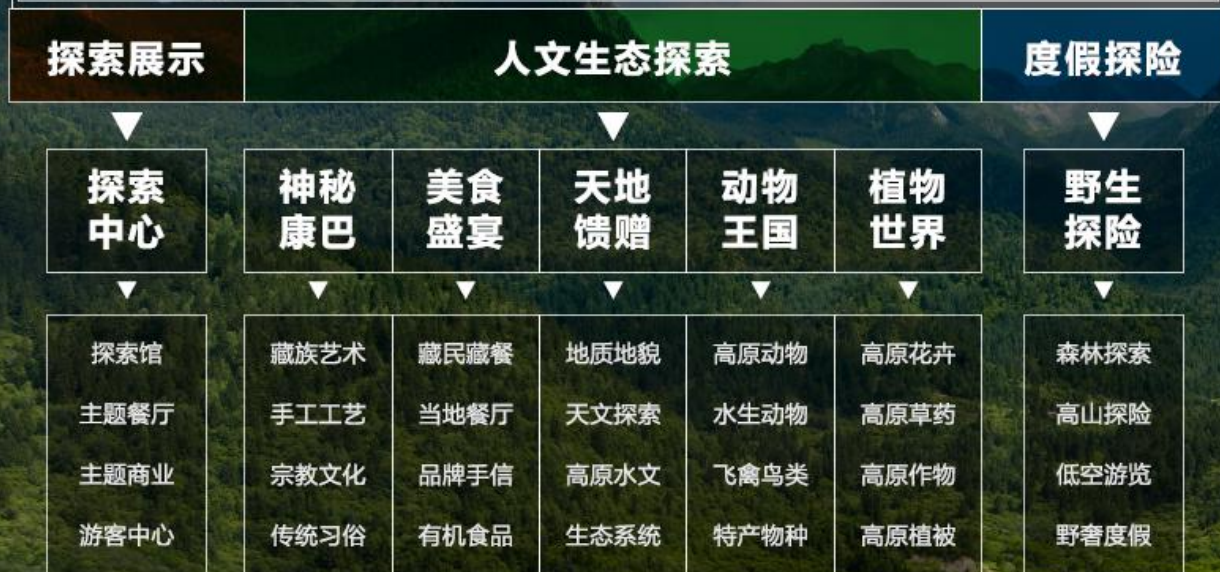 探索展示
人文生态探索
度假探险
探索
中心
神秘
康巴
美食
盛宴
天地
馈赠
动物
王国
植物
世界
野生
探险
探索馆
主题餐厅
主题商业
游客中心
藏族艺术
手工工艺
宗教文化
传统习俗
藏民藏餐
当地餐厅
品牌手信
有机食品
地质地貌
天文探索
高原水文
生态系统
高原动物
水生动物
飞禽鸟类
特产物种
高原花卉
高原草药
高原作物
高原植被
森林探索
高山探险
低空游览
野奢度假